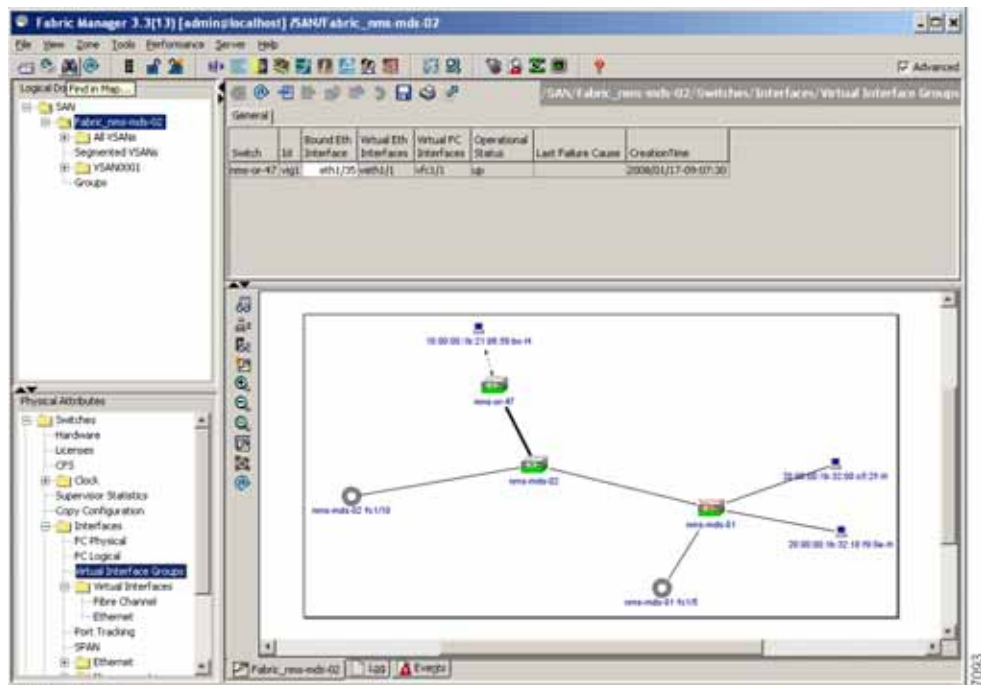 Fabric Manager 3.3(13) [admin@localhost] /SAN/Fabric_nms-mds-02
File View Zone Tools Performance Server Help
Advanced
Logical Do Find in Map...
/SAN/Fabric_nms-mds-02/Switches/Interfaces/Virtual Interface Groups
SAN
Fabric_nms-mds-02
All VSANs
Segmented VSANs
VSAN0001
Groups
General
Switch Id Bound Eth Interface Virtual Eth Interfaces Virtual FC Interfaces Operational Status Last Failure Cause CreationTime
nms-or-47 vig1 eth1/35 veth1/1 vfc1/1 up 2008/01/17-09:07:30
Physical Attributes
Switches
Hardware
Licenses
CFS
Clock
Supervisor Statistics
Copy Configuration
Interfaces
FC Physical
FC Logical
Virtual Interface Groups
Virtual Interfaces
Fibre Channel
Ethernet
Port Tracking
SPAN
Ethernet
nms-or-47
nms-mds-02
nms-mds-02 fc1/10
nms-mds-01
nms-mds-01 fc1/5
Fabric_nms-mds-02 Log Events